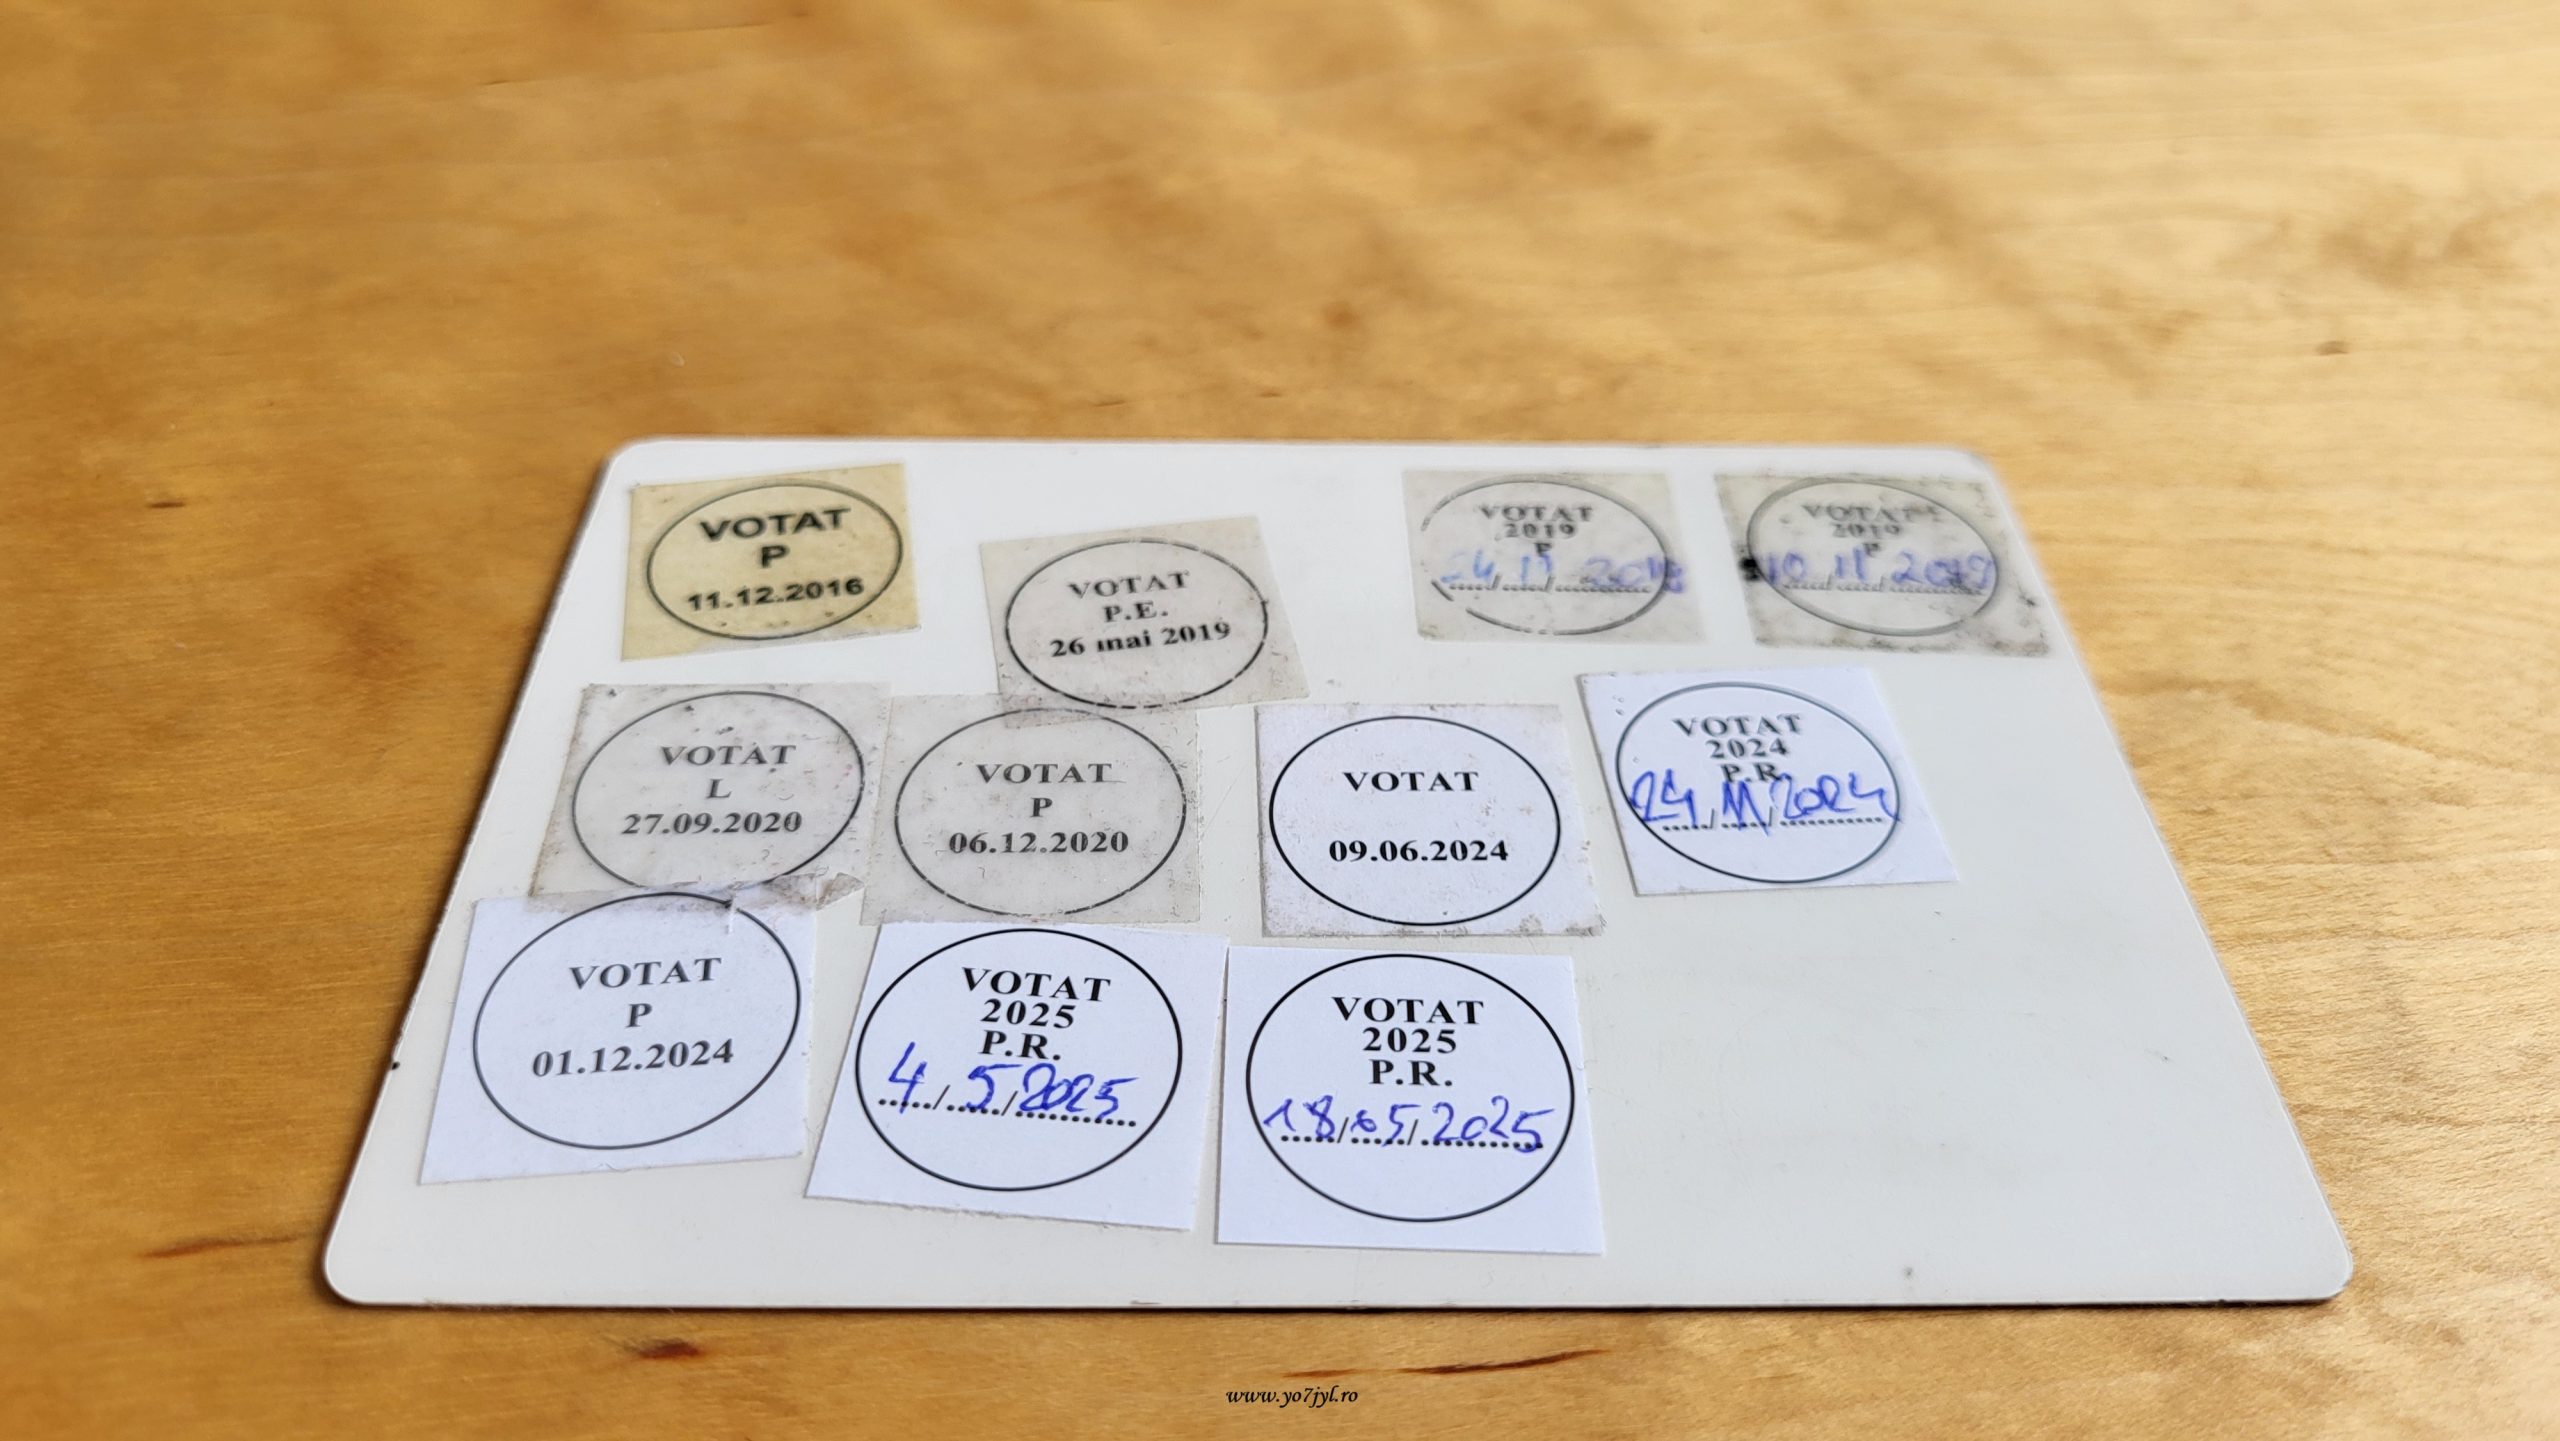 VOTAT
P
11.12.2016
VOTAT
P.E.
26 mai 2019
VOTAT
2019
P
24 11 2019
VOTAT
2019
P
10 11 2019
VOTAT
L
27.09.2020
VOTAT
P
06.12.2020
VOTAT
09.06.2024
VOTAT
2024
P.R.
24/11/2024
VOTAT
P
01.12.2024
VOTAT
2025
P.R.
4/5/2025
VOTAT
2025
P.R.
18/05/2025
www.yo7jyl.ro